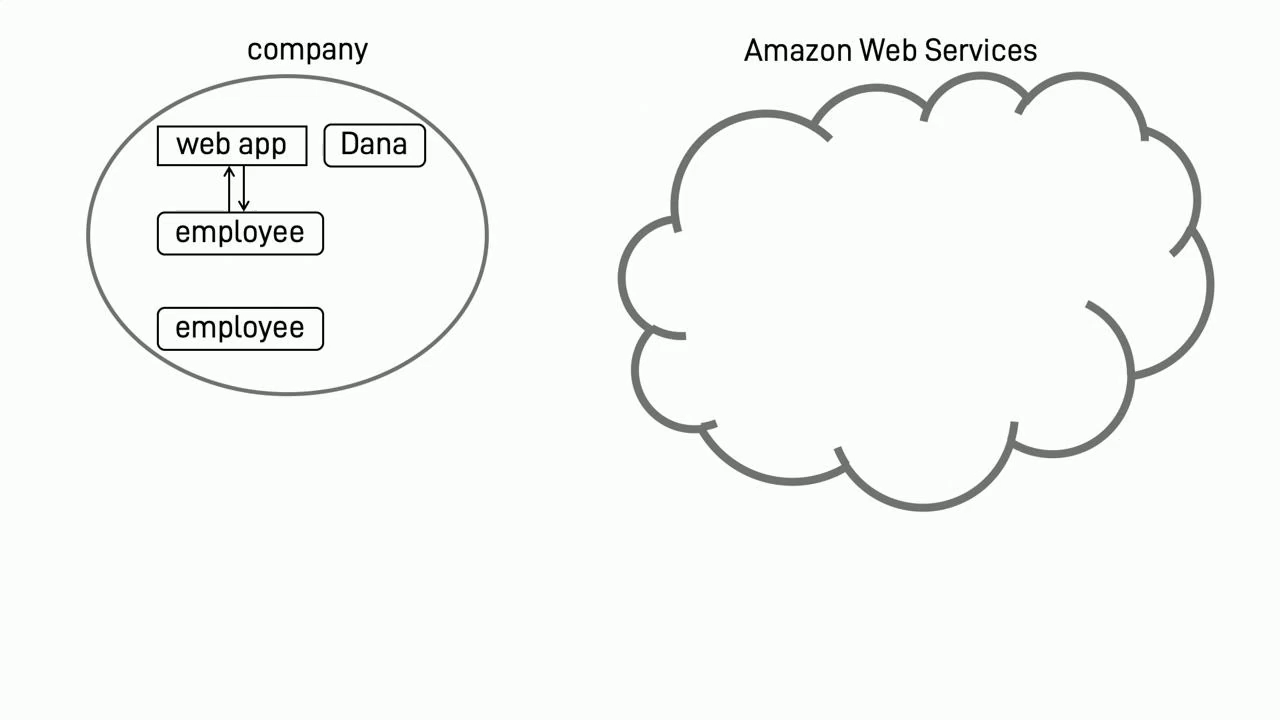 company
web app
Dana
employee
employee
Amazon Web Services